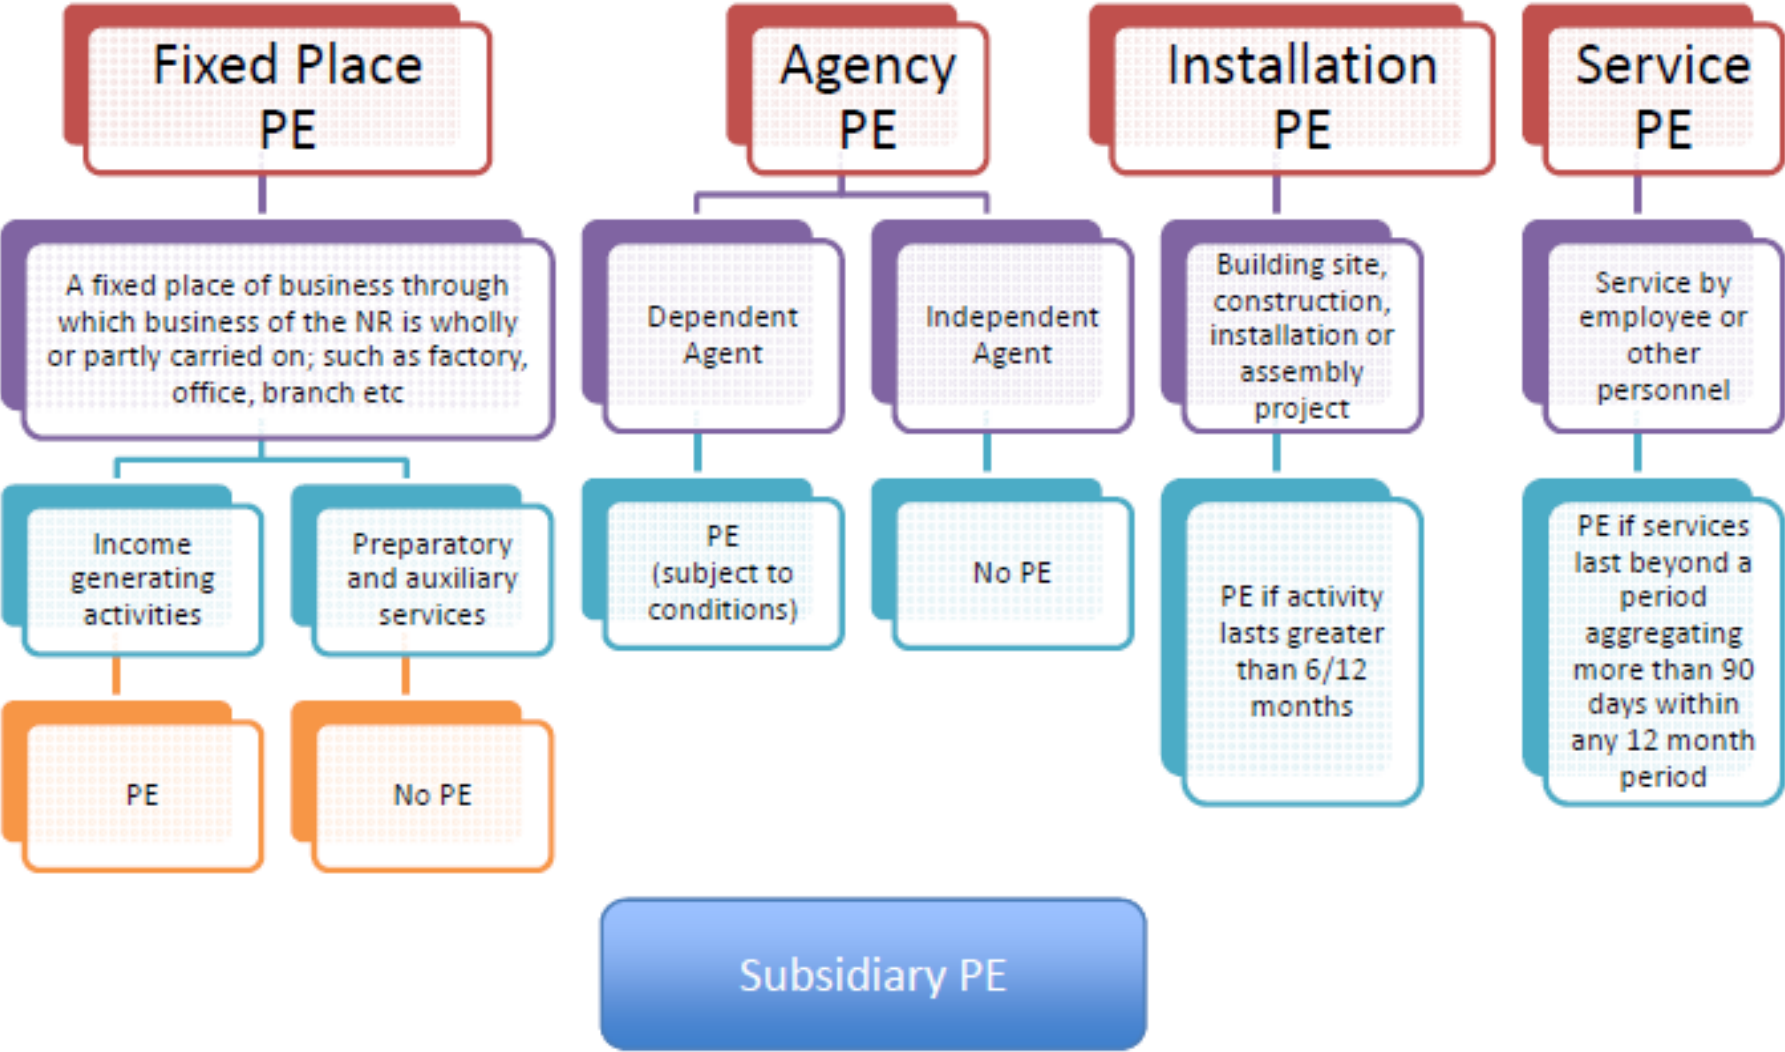 Fixed Place
PE
Agency
PE
Installation
PE
Service
PE
A fixed place of business through
which business of the NR is wholly
or partly carried on; such as factory,
office, branch etc
Dependent
Agent
Independent
Agent
Building site,
construction,
installation or
assembly
project
Service by
employee or
other
personnel
Income
generating
activities
Preparatory
and auxiliary
services
PE
(subject to
conditions)
No PE
PE if activity
lasts greater
than 6/12
months
PE if services
last beyond a
period
aggregating
more than 90
days within
any 12 month
period
PE
No PE
Subsidiary PE